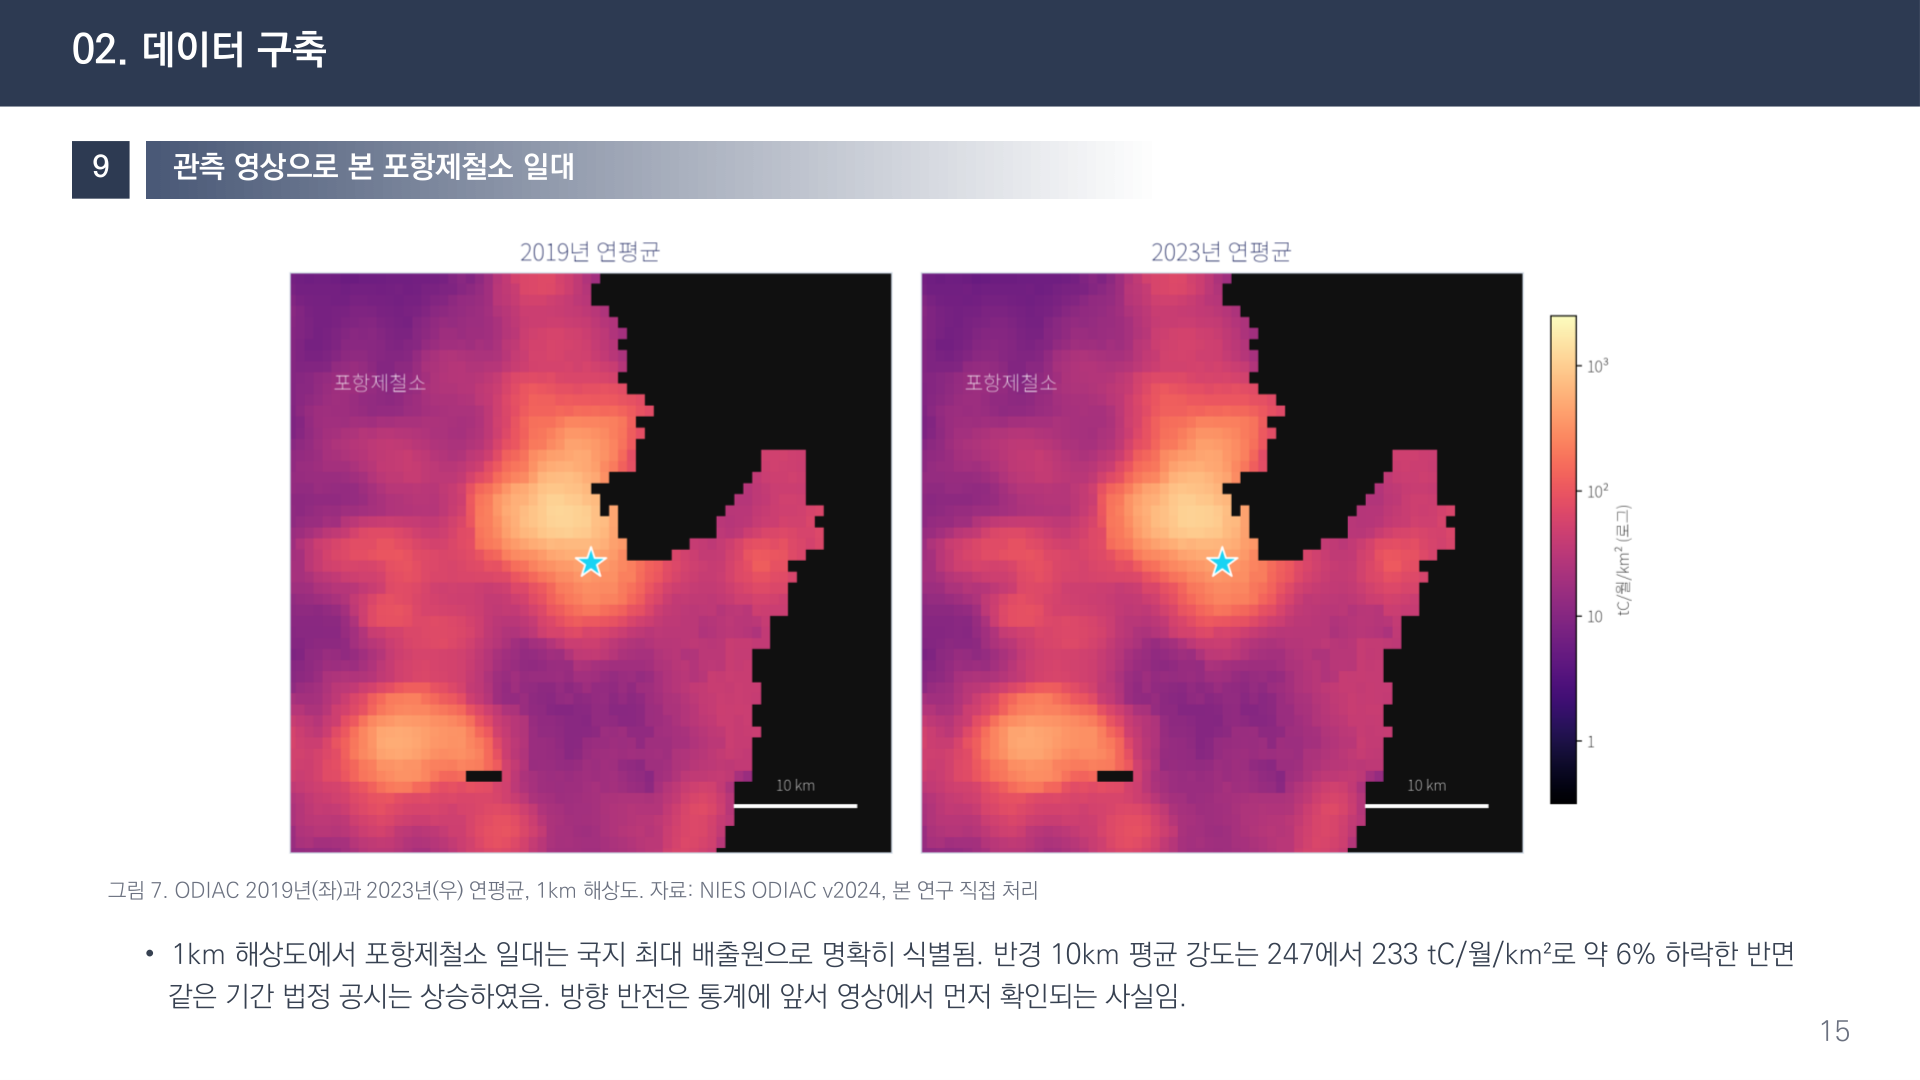 02. 데이터 구축
9
관측 영상으로 본 포항제철소 일대
2019년 연평균
2023년 연평균
포항제철소
포항제철소
10³
10²
10
1
tC/월/km² (로그)
10 km
10 km
그림 7. ODIAC 2019년(좌)과 2023년(우) 연평균, 1km 해상도. 자료: NIES ODIAC v2024, 본 연구 직접 처리
• 1km 해상도에서 포항제철소 일대는 국지 최대 배출원으로 명확히 식별됨. 반경 10km 평균 강도는 247에서 233 tC/월/km²로 약 6% 하락한 반면
같은 기간 법정 공시는 상승하였음. 방향 반전은 통계에 앞서 영상에서 먼저 확인되는 사실임.
15